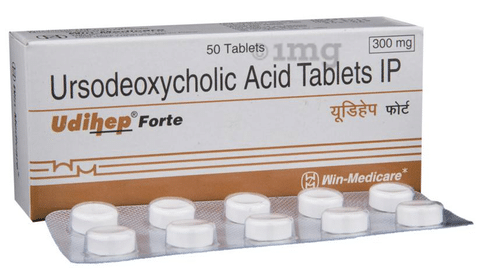 50 Tablets
300 mg
1mg
Ursodeoxycholic Acid Tablets IP
Udihep® Forte
यूडिहेप फोर्ट
Win-Medicare*